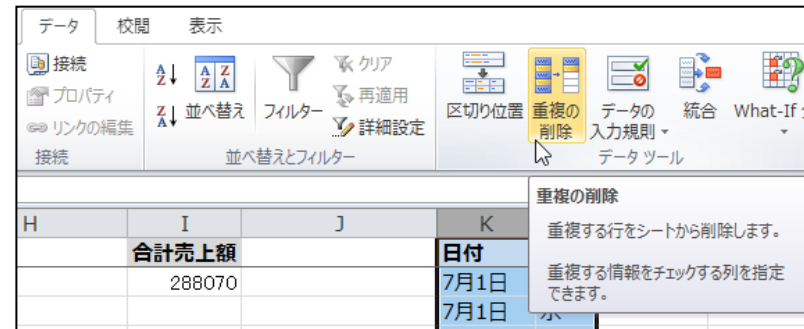 データ 校閲 表示
接続
プロパティ
リンクの編集
接続
並べ替え
フィルター
クリア
再適用
詳細設定
並べ替えとフィルター
区切り位置
重複の
削除
データの
入力規則
統合
What-If
データ ツール
重複の削除
重複する行をシートから削除します。
重複する情報をチェックする列を指定
できます。
H I J K
合計売上額 日付
288070 7月1日
7月1日